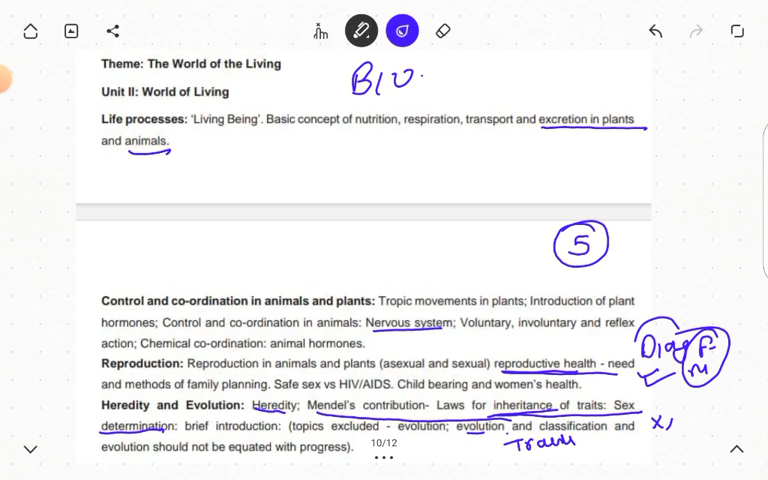 Theme: The World of the Living
Bio.
Unit II: World of Living
Life processes: ‘Living Being’. Basic concept of nutrition, respiration, transport and excretion in plants
and animals.
5
Control and co-ordination in animals and plants: Tropic movements in plants; Introduction of plant
hormones; Control and co-ordination in animals: Nervous system; Voluntary, involuntary and reflex
action; Chemical co-ordination: animal hormones.
Reproduction: Reproduction in animals and plants (asexual and sexual) reproductive health - need
and methods of family planning. Safe sex vs HIV/AIDS. Child bearing and women’s health.
Heredity and Evolution: Heredity; Mendel’s contribution- Laws for inheritance of traits: Sex
determination: brief introduction: (topics excluded - evolution; evolution and classification and
evolution should not be equated with progress).
10/12